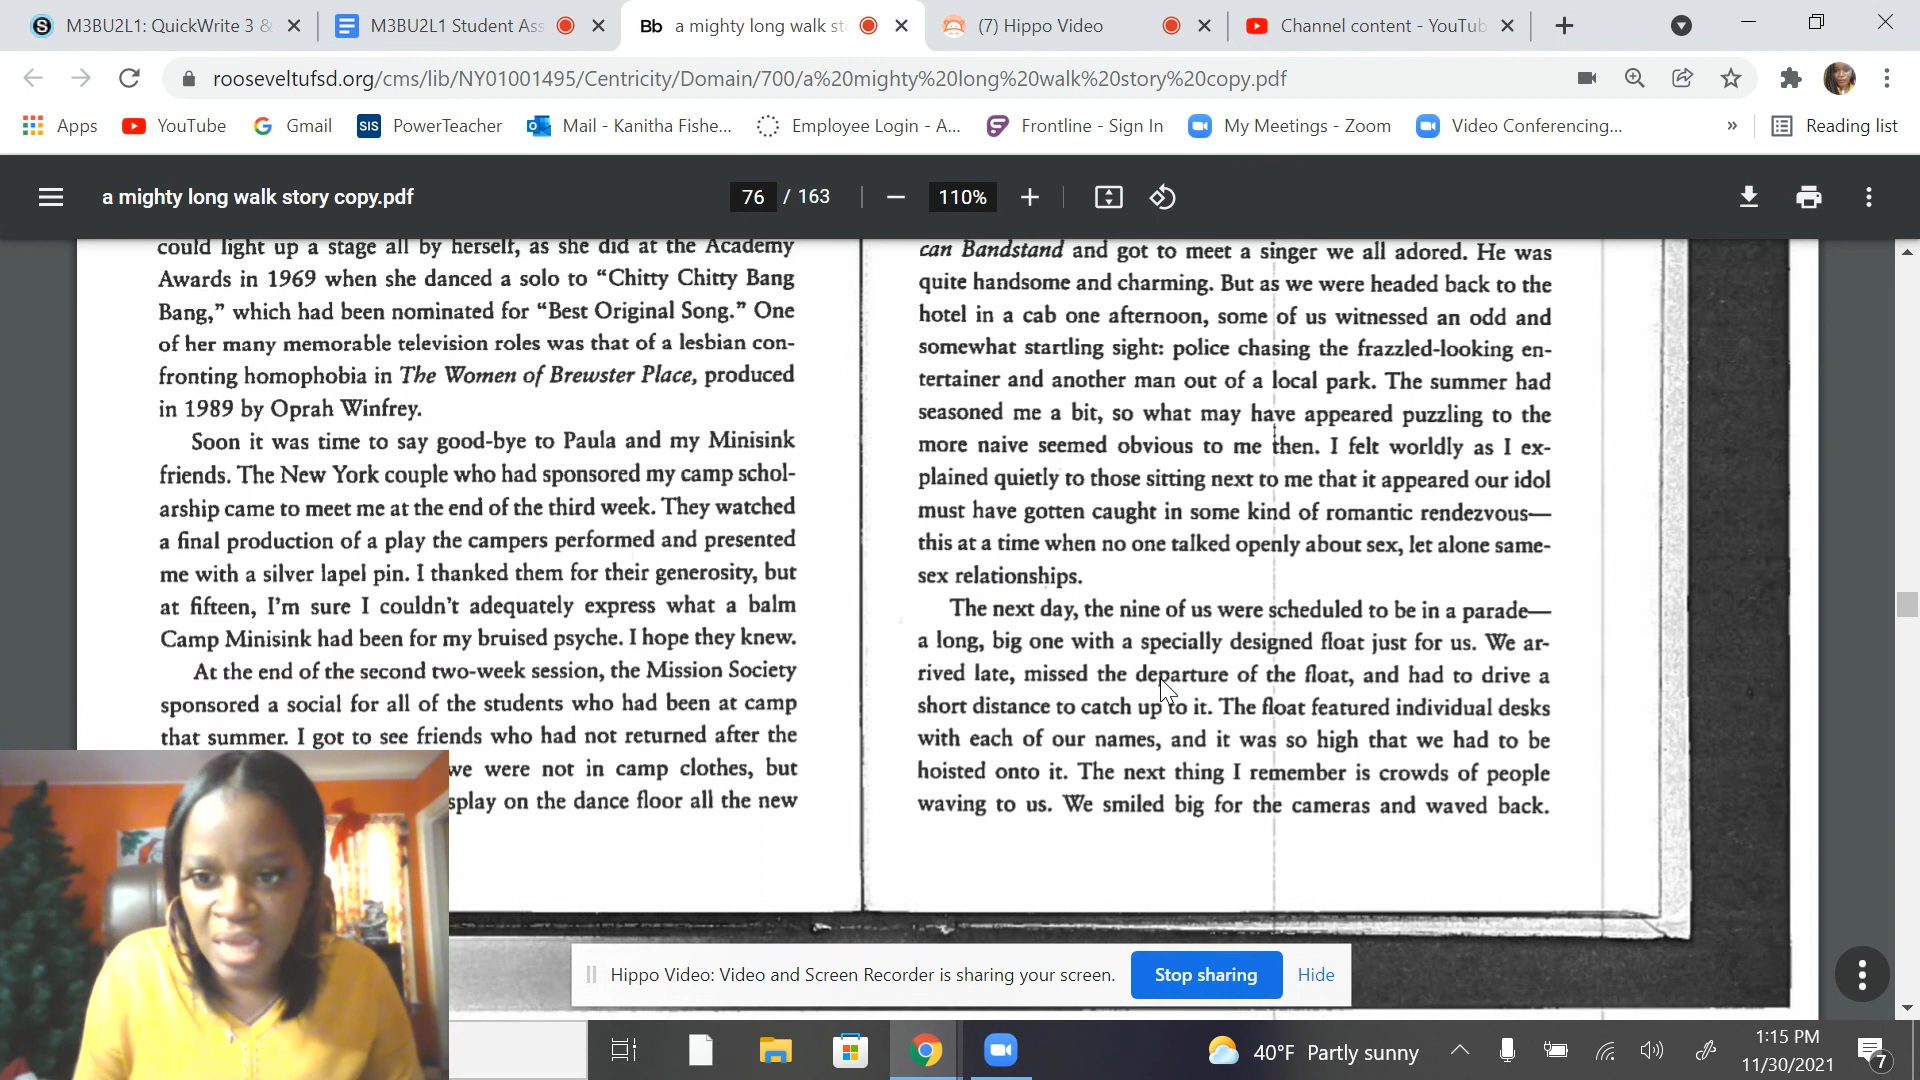 M3BU2L1: QuickWrite 3 &
M3BU2L1 Student Ass
Bb a mighty long walk st
(7) Hippo Video
Channel content - YouTub
rooseveltufsd.org/cms/lib/NY01001495/Centricity/Domain/700/a%20mighty%20long%20walk%20story%20copy.pdf
Apps YouTube Gmail SIS PowerTeacher Mail - Kanitha Fishe... Employee Login - A... Frontline - Sign In My Meetings - Zoom Video Conferencing... » Reading list
a mighty long walk story copy.pdf 76 / 163 110%
could light up a stage all by herself, as she did at the Academy
Awards in 1969 when she danced a solo to “Chitty Chitty Bang
Bang,” which had been nominated for “Best Original Song.” One
of her many memorable television roles was that of a lesbian con-
fronting homophobia in The Women of Brewster Place, produced
in 1989 by Oprah Winfrey.
Soon it was time to say good-bye to Paula and my Minisink
friends. The New York couple who had sponsored my camp schol-
arship came to meet me at the end of the third week. They watched
a final production of a play the campers performed and presented
me with a silver lapel pin. I thanked them for their generosity, but
at fifteen, I'm sure I couldn't adequately express what a balm
Camp Minisink had been for my bruised psyche. I hope they knew.
At the end of the second two-week session, the Mission Society
sponsored a social for all of the students who had been at camp
that summer. I got to see friends who had not returned after the
we were not in camp clothes, but
splay on the dance floor all the new
can Bandstand and got to meet a singer we all adored. He was
quite handsome and charming. But as we were headed back to the
hotel in a cab one afternoon, some of us witnessed an odd and
somewhat startling sight: police chasing the frazzled-looking en-
tertainer and another man out of a local park. The summer had
seasoned me a bit, so what may have appeared puzzling to the
more naive seemed obvious to me then. I felt worldly as I ex-
plained quietly to those sitting next to me that it appeared our idol
must have gotten caught in some kind of romantic rendezvous—
this at a time when no one talked openly about sex, let alone same-
sex relationships.
The next day, the nine of us were scheduled to be in a parade—
a long, big one with a specially designed float just for us. We ar-
rived late, missed the departure of the float, and had to drive a
short distance to catch up to it. The float featured individual desks
with each of our names, and it was so high that we had to be
hoisted onto it. The next thing I remember is crowds of people
waving to us. We smiled big for the cameras and waved back.
Hippo Video: Video and Screen Recorder is sharing your screen. Stop sharing Hide
40°F Partly sunny
1:15 PM
11/30/2021
7